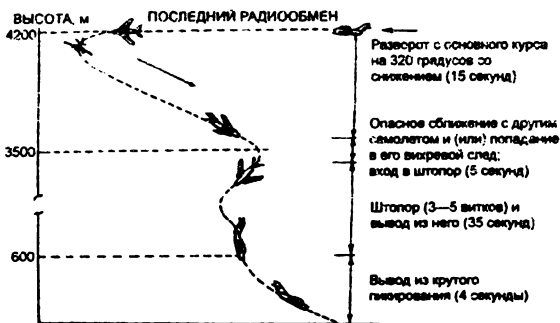 ВЫСОТА, м
ПОСЛЕДНИЙ РАДИООБМЕН
4200
Разворот с основного курса
на 320 градусов со
снижением (15 секунд)
Опасное сближение с другим
самолетом и (или) попадание
в его вихревой след;
вход в штопор (5 секунд)
3500
Штопор (3—5 витков) и
вывод из него (35 секунд)
600
Вывод из крутого
пикирования (4 секунды)